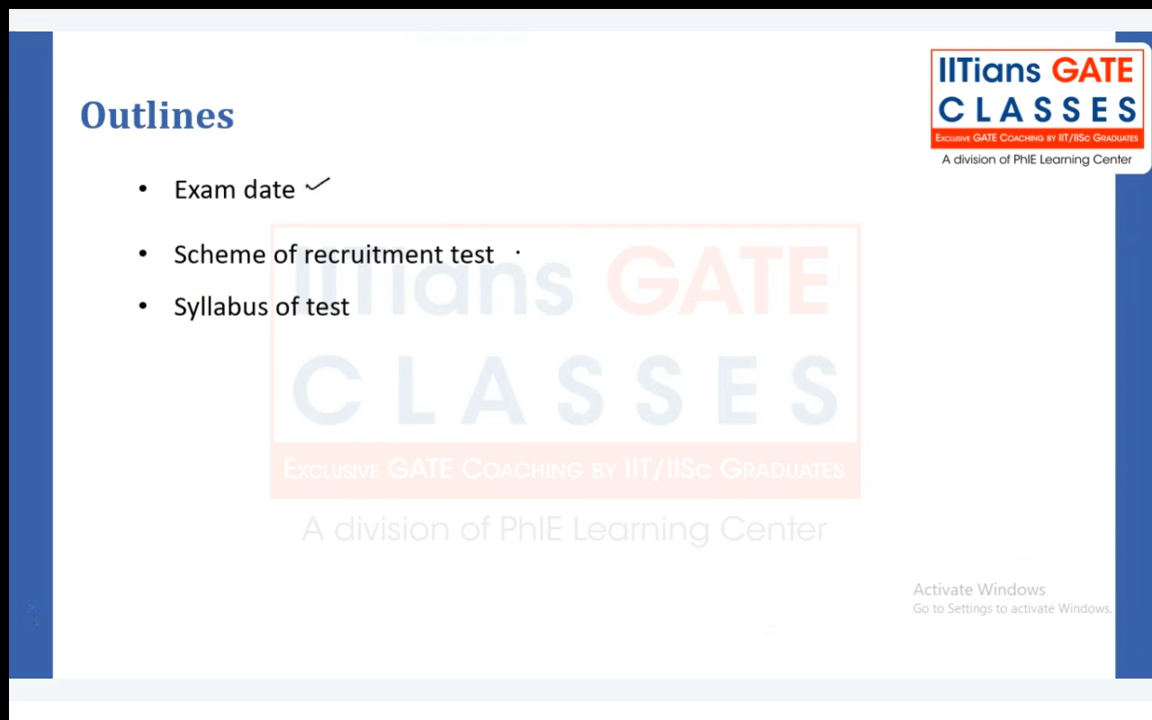 IITians GATE
CLASSES
EXCLUSIVE GATE COACHING BY IIT/IISc GRADUATES
A division of PhIE Learning Center
Outlines
• Exam date
• Scheme of recruitment test
• Syllabus of test
IITians GATE
CLASSES
EXCLUSIVE GATE COACHING BY IIT/IISc GRADUATES
A division of PhIE Learning Center
Activate Windows
Go to Settings to activate Windows.